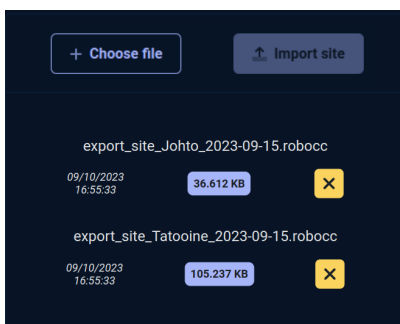 + Choose file
Import site
export_site_Johto_2023-09-15.robocc
09/10/2023
16:55:33
36.612 KB
export_site_Tatooine_2023-09-15.robocc
09/10/2023
16:55:33
105.237 KB